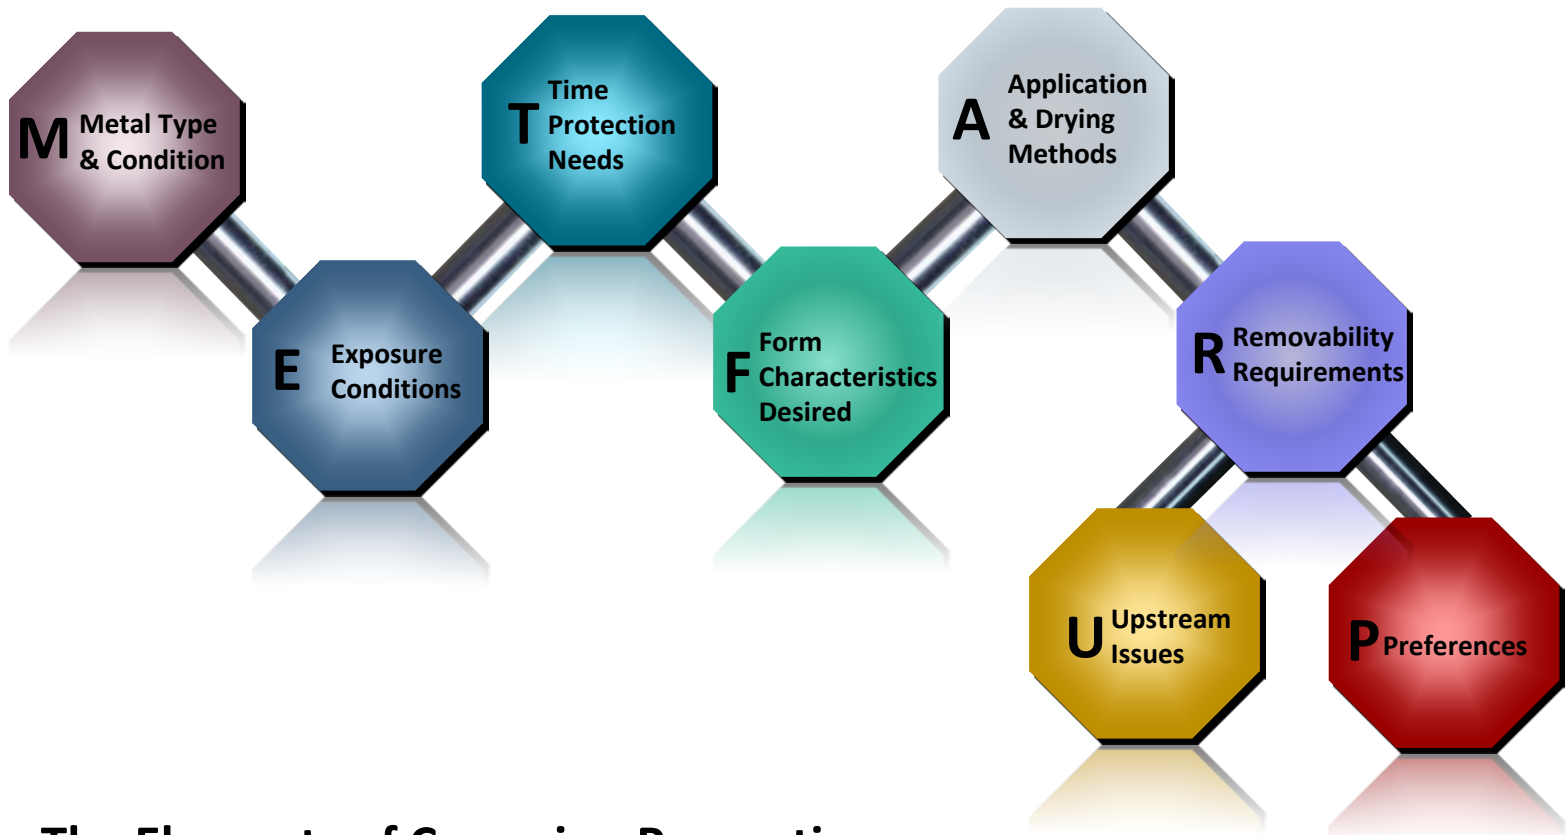 M Metal Type
& Condition
E Exposure
Conditions
T Time
Protection
Needs
F Form
Characteristics
Desired
A Application
& Drying
Methods
R Removability
Requirements
U Upstream
Issues
P Preferences